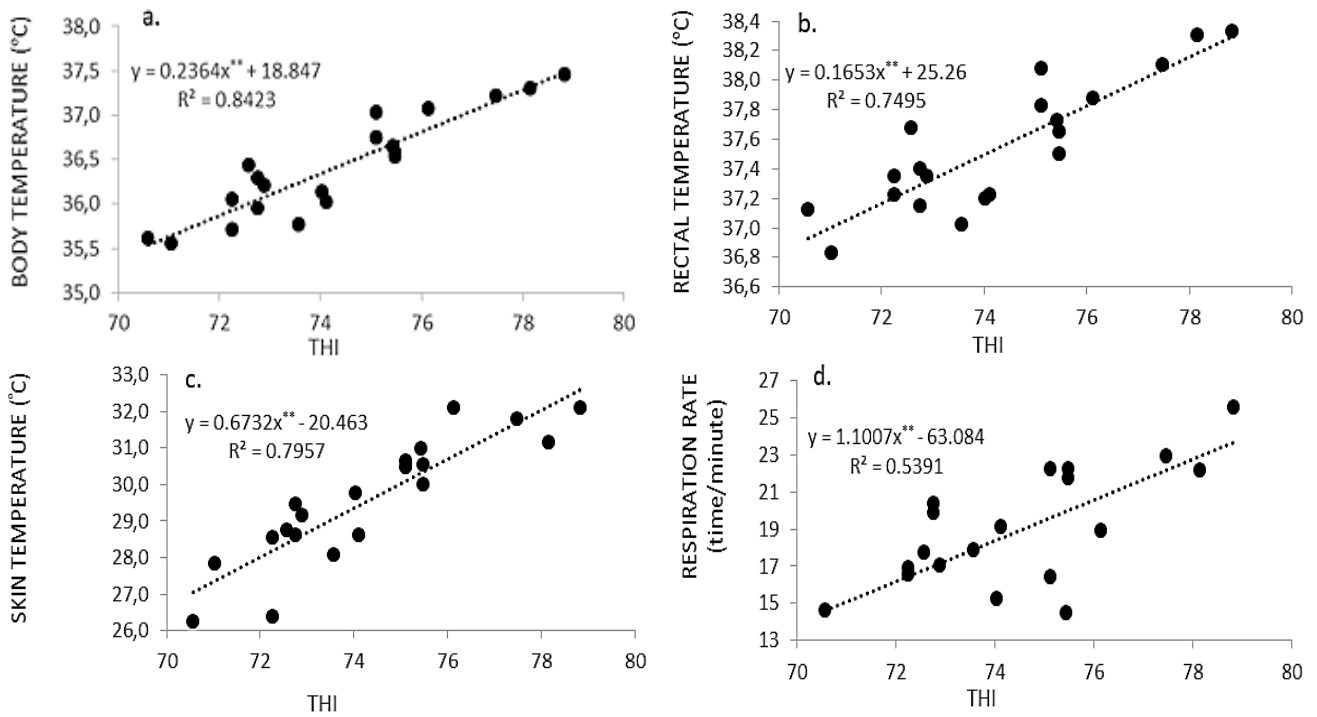 a.
BODY TEMPERATURE (°C)
38,0
37,5
37,0
36,5
36,0
35,5
35,0
y = 0.2364x** + 18.847
R² = 0.8423
70 72 74 76 78 80
THI
b.
RECTAL TEMPERATURE (°C)
38,4
38,2
38,0
37,8
37,6
37,4
37,2
37,0
36,8
36,6
y = 0.1653x** + 25.26
R² = 0.7495
70 72 74 76 78 80
THI
c.
SKIN TEMPERATURE (°C)
33,0
32,0
31,0
30,0
29,0
28,0
27,0
26,0
y = 0.6732x** - 20.463
R² = 0.7957
70 72 74 76 78 80
THI
d.
RESPIRATION RATE
(time/minute)
27
25
23
21
19
17
15
13
y = 1.1007x** - 63.084
R² = 0.5391
70 72 74 76 78 80
THI